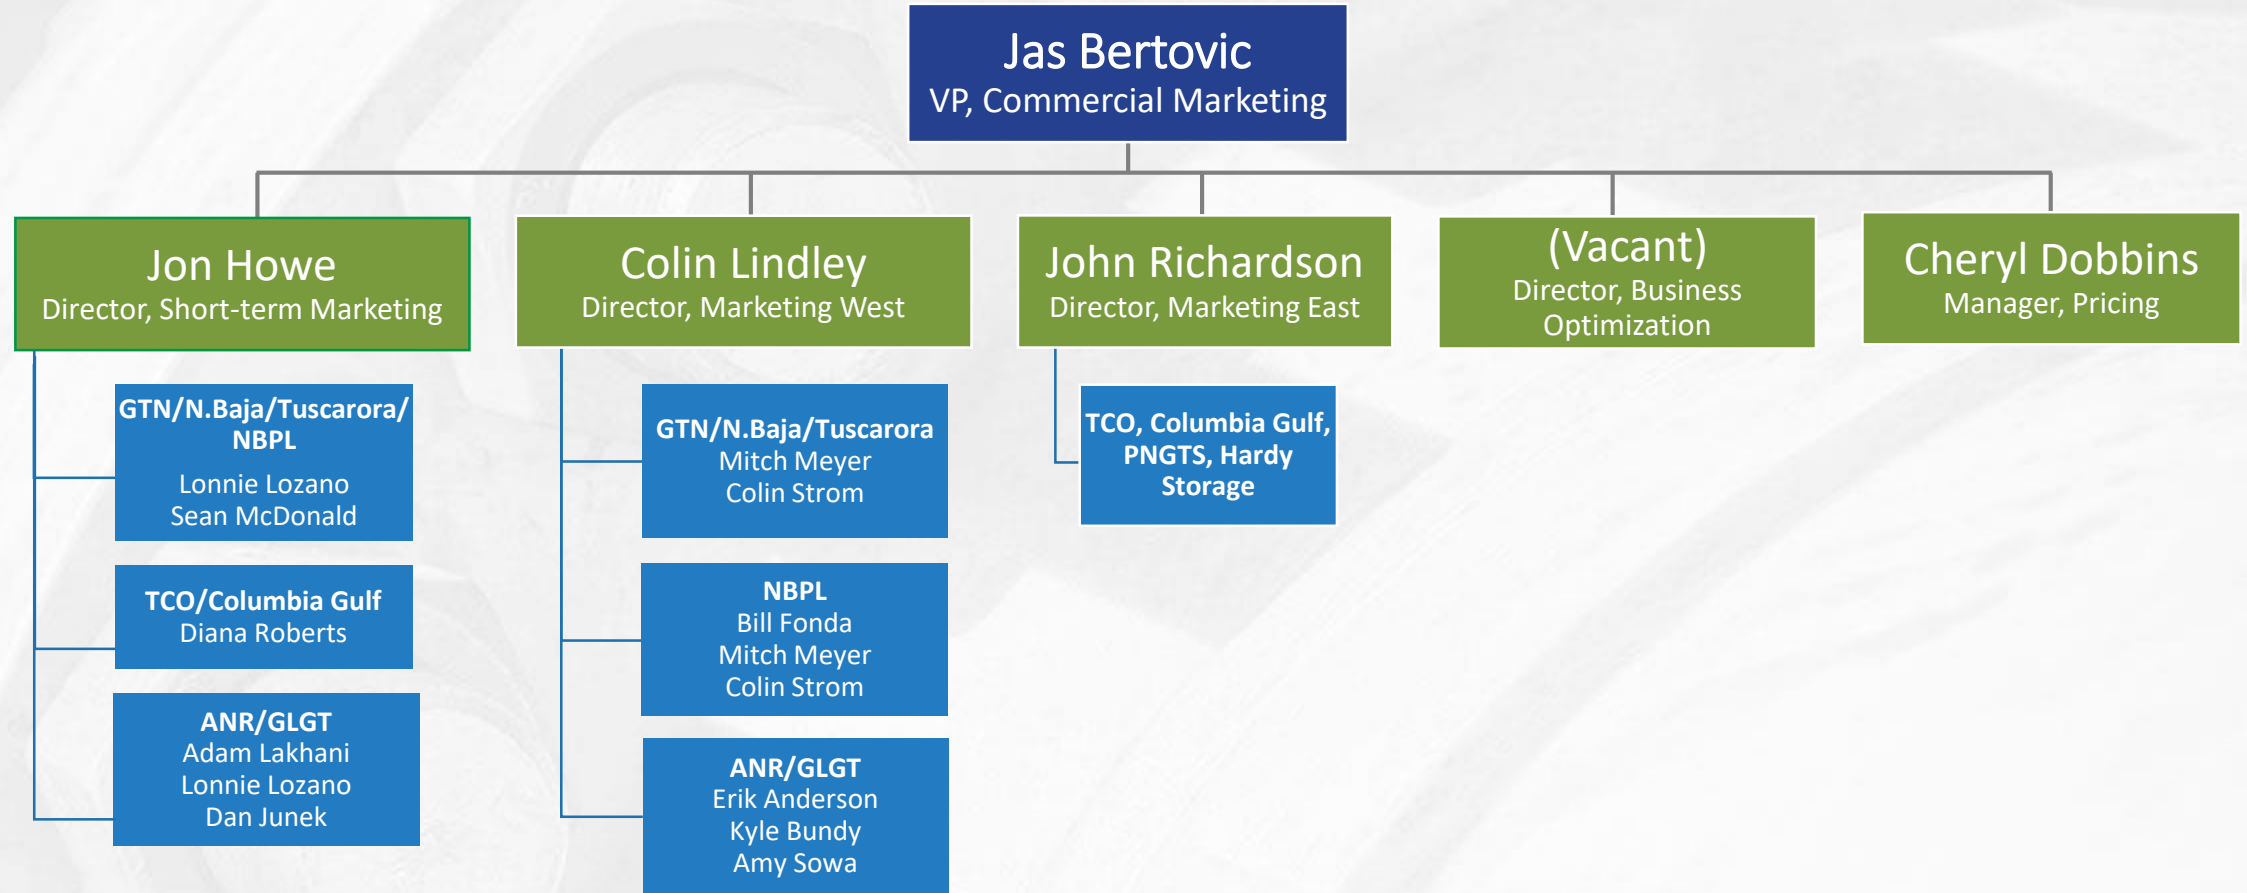 Jas Bertovic
VP, Commercial Marketing
Jon Howe
Director, Short-term Marketing
Colin Lindley
Director, Marketing West
John Richardson
Director, Marketing East
(Vacant)
Director, Business
Optimization
Cheryl Dobbins
Manager, Pricing
GTN/N.Baja/Tuscarora/
NBPL
Lonnie Lozano
Sean McDonald
TCO/Columbia Gulf
Diana Roberts
ANR/GLGT
Adam Lakhani
Lonnie Lozano
Dan Junek
GTN/N.Baja/Tuscarora
Mitch Meyer
Colin Strom
NBPL
Bill Fonda
Mitch Meyer
Colin Strom
ANR/GLGT
Erik Anderson
Kyle Bundy
Amy Sowa
TCO, Columbia Gulf,
PNGTS, Hardy
Storage